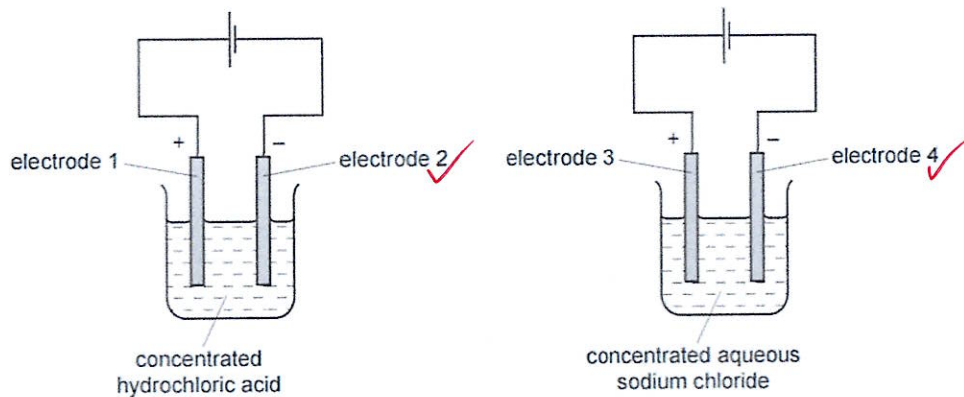 +
−
electrode 1
electrode 2
concentrated
hydrochloric acid
+
−
electrode 3
electrode 4
concentrated aqueous
sodium chloride